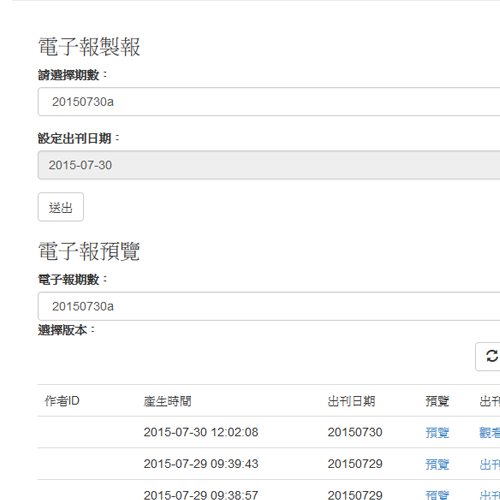 電子報製報
請選擇期數：
20150730a
設定出刊日期：
2015-07-30
送出
電子報預覽
電子報期數：
20150730a
選擇版本：
作者ID 產生時間 出刊日期 預覽 出刊
2015-07-30 12:02:08 20150730 預覽 觀看
2015-07-29 09:39:43 20150729 預覽 出刊
2015-07-29 09:38:57 20150729 預覽 出刊